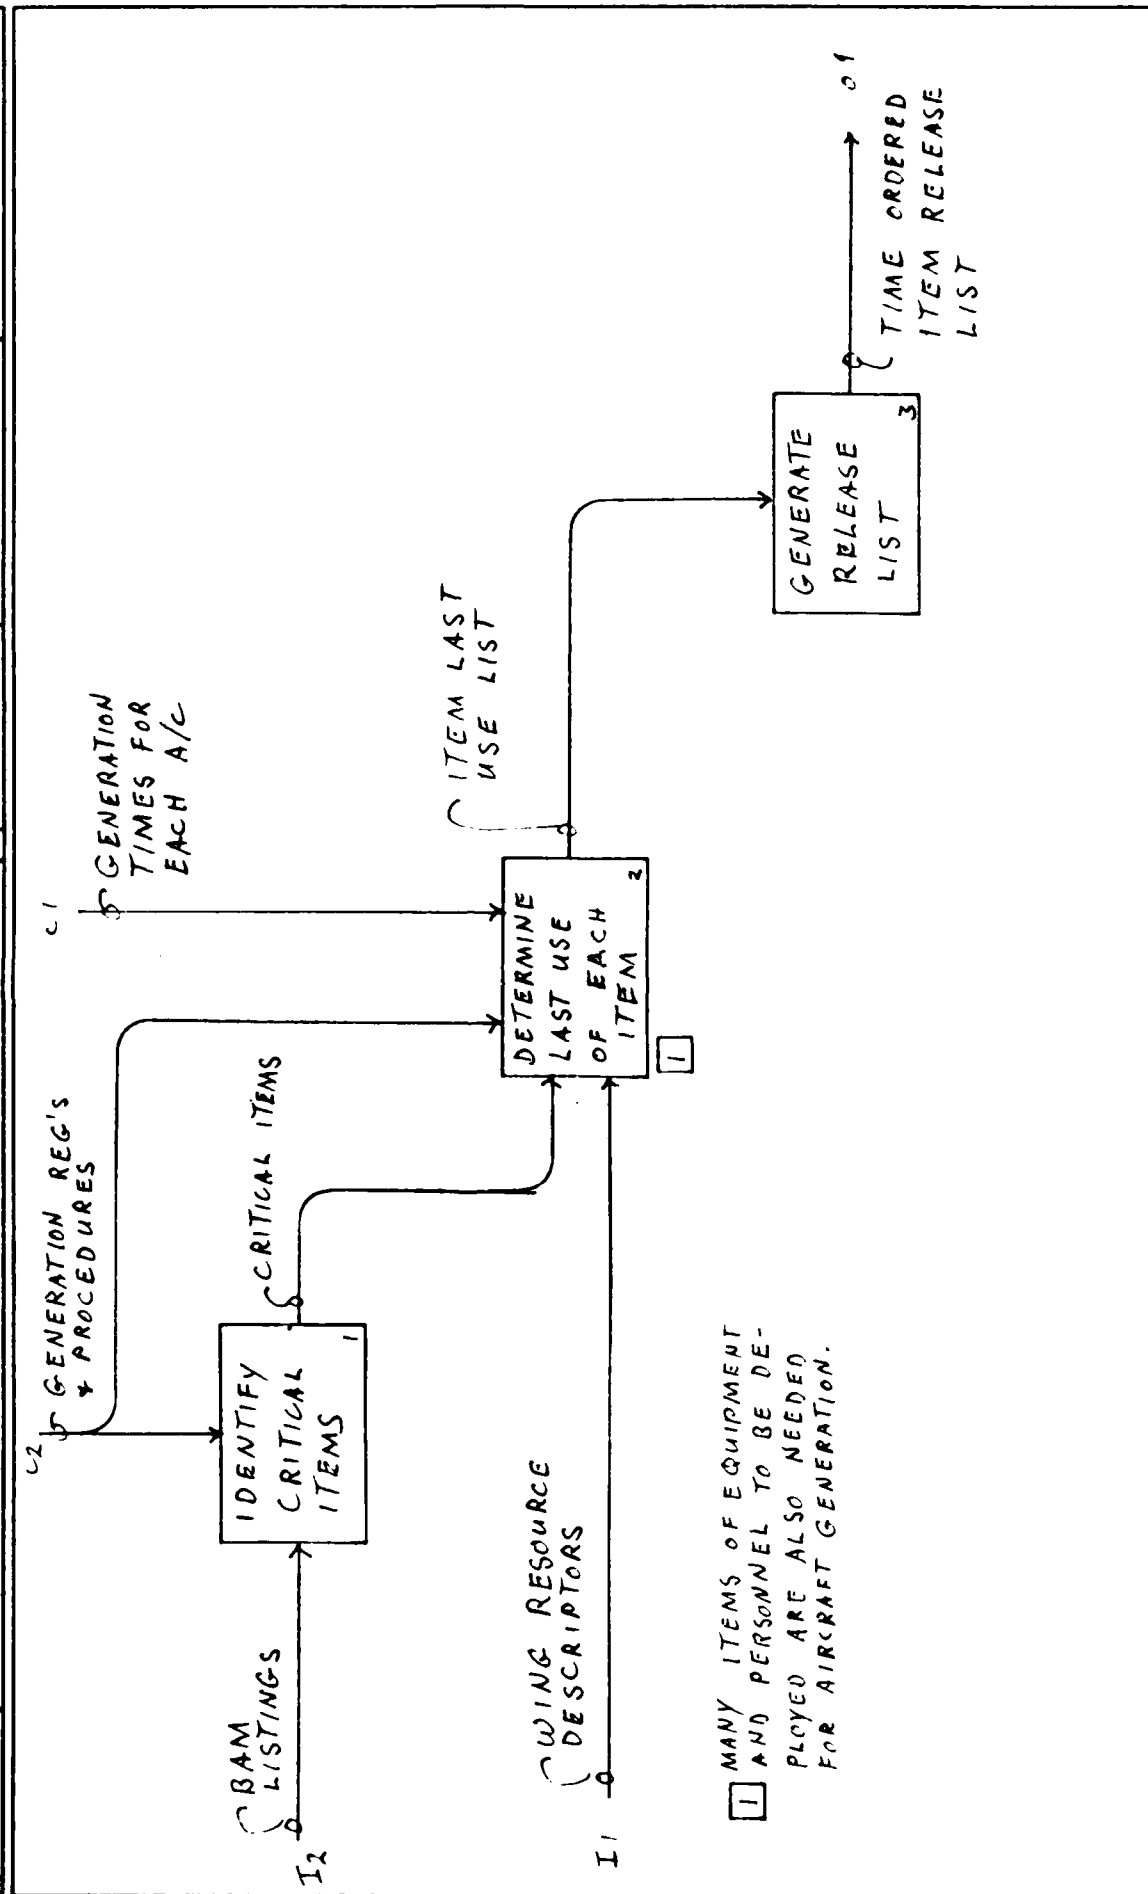 C2
GENERATION REG'S
& PROCEDURES
C1
GENERATION
TIMES FOR
EACH A/C
I2
BAM
LISTINGS
IDENTIFY
CRITICAL
ITEMS
1
CRITICAL ITEMS
I1
WING RESOURCE
DESCRIPTORS
DETERMINE
LAST USE
OF EACH
ITEM
2
1
ITEM LAST
USE LIST
GENERATE
RELEASE
LIST
3
O1
TIME ORDERED
ITEM RELEASE
LIST
1
MANY ITEMS OF EQUIPMENT
AND PERSONNEL TO BE DE-
PLOYED ARE ALSO NEEDED
FOR AIRCRAFT GENERATION.